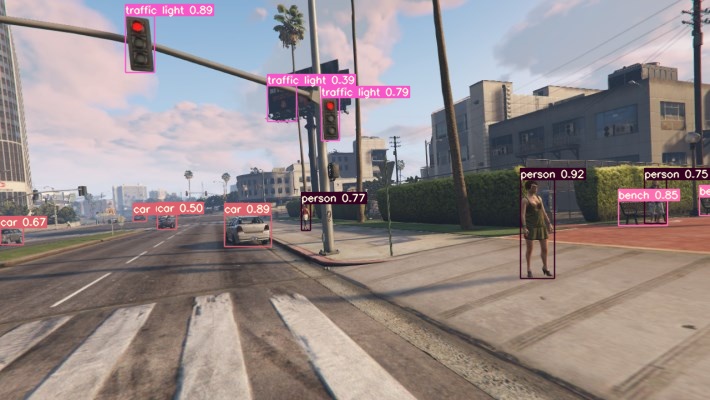 traffic light 0.89
traffic light 0.39
traffic light 0.79
person 0.92
person 0.75
bench 0.85
be
person 0.77
car
car 0.50
car 0.89
car 0.67